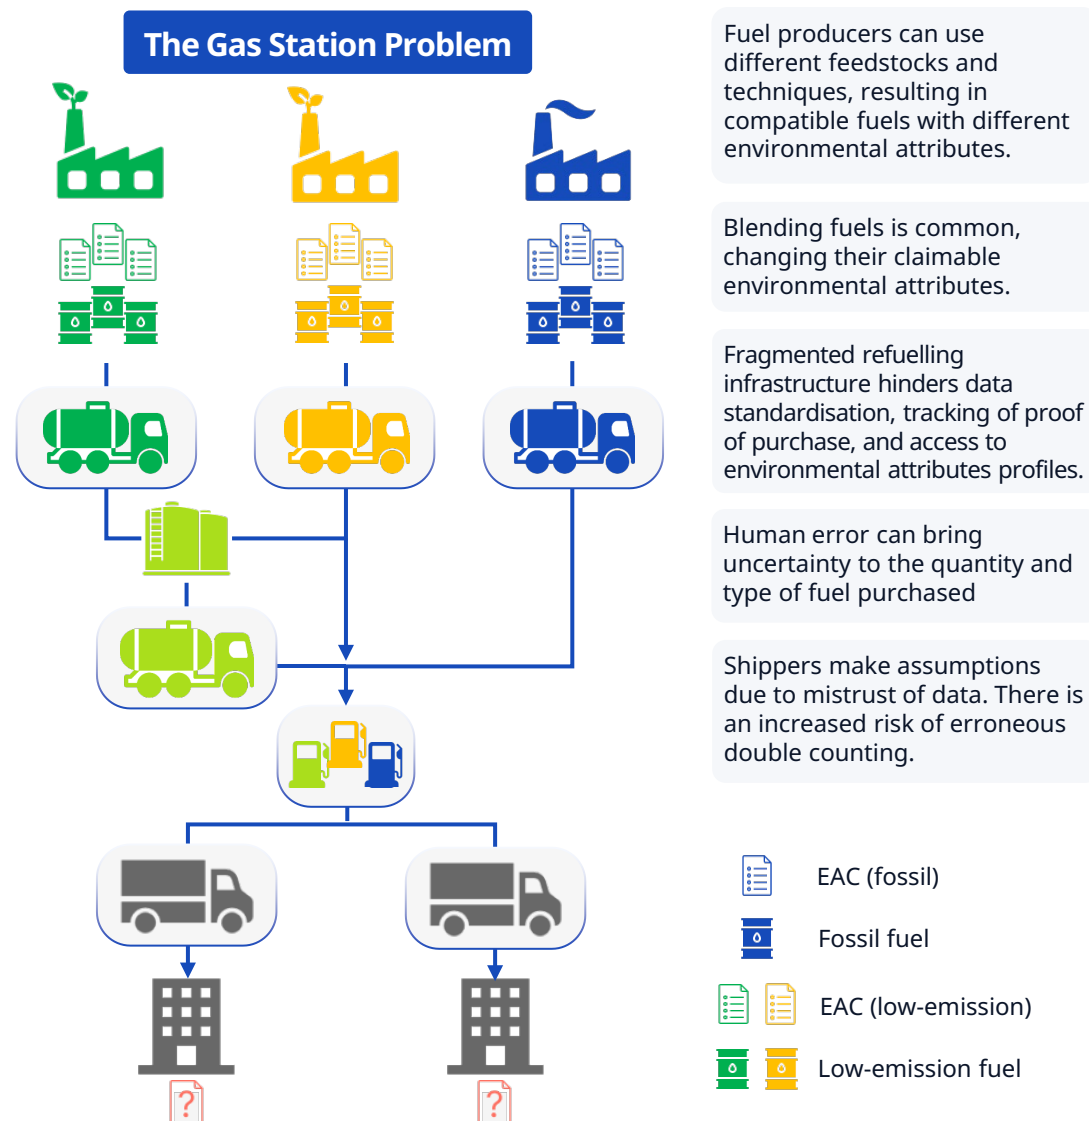 The Gas Station Problem
Fuel producers can use
different feedstocks and
techniques, resulting in
compatible fuels with different
environmental attributes.
Blending fuels is common,
changing their claimable
environmental attributes.
Fragmented refuelling
infrastructure hinders data
standardisation, tracking of proof
of purchase, and access to
environmental attributes profiles.
Human error can bring
uncertainty to the quantity and
type of fuel purchased
Shippers make assumptions
due to mistrust of data. There is
an increased risk of erroneous
double counting.
EAC (fossil)
Fossil fuel
EAC (low-emission)
Low-emission fuel
?
?